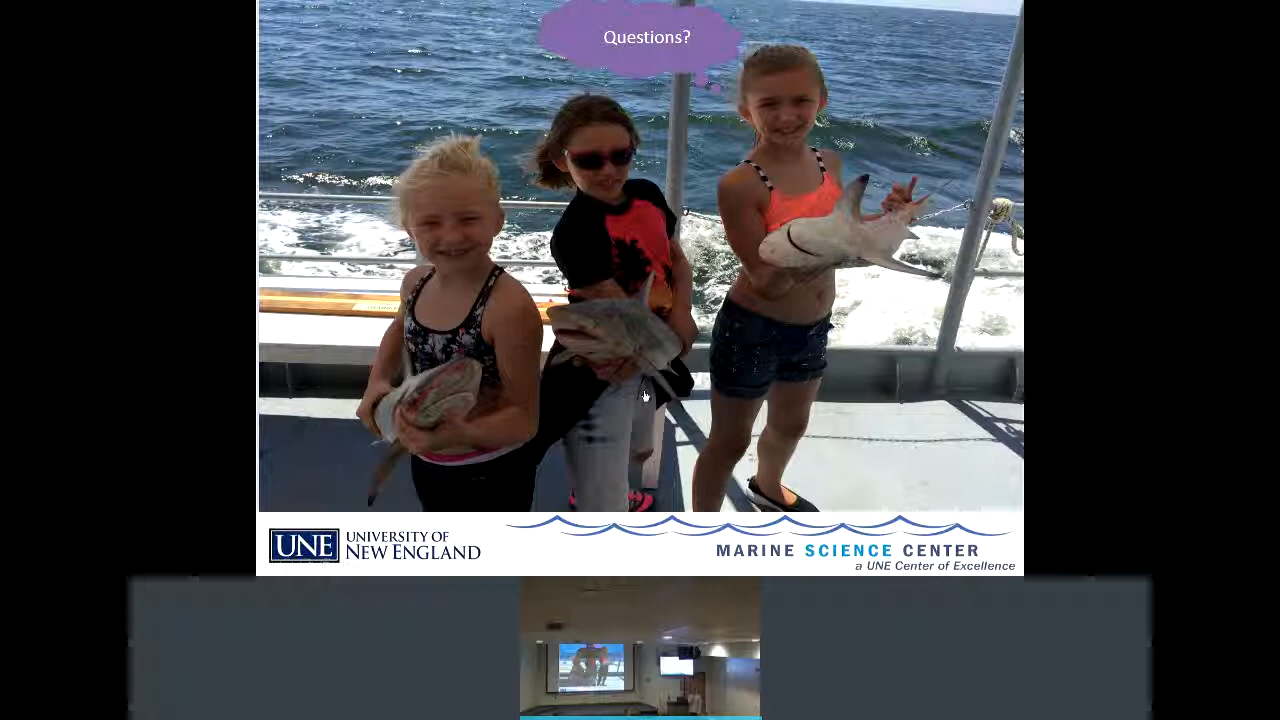 Questions?
UNE UNIVERSITY OF
NEW ENGLAND
MARINE SCIENCE CENTER
a UNE Center of Excellence